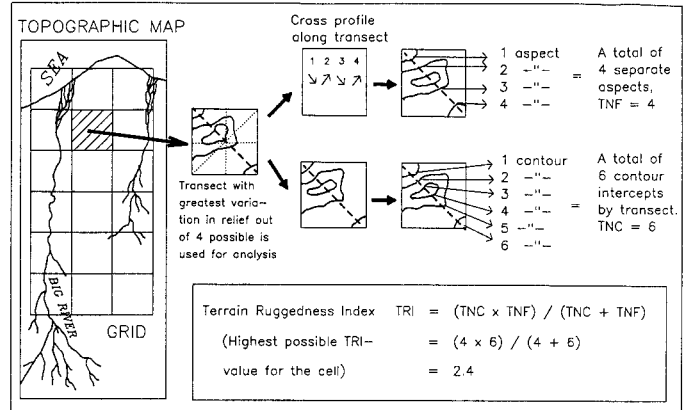 TOPOGRAPHIC MAP
SEA
BIG RIVER
GRID
Transect with
greatest varia-
tion in relief out
of 4 possible is
used for analysis
Cross profile
along transect
1 2 3 4
1 aspect
2 -"-
3 -"-
4 -"-
=
A total of
4 separate
aspects,
TNF = 4
1 contour
2 -"-
3 -"-
4 -"-
5 -"-
6 -"-
=
A total of
6 contour
intercepts
by transect.
TNC = 6
Terrain Ruggedness Index TRI = (TNC x TNF) / (TNC + TNF)
(Highest possible TRI- = (4 x 6) / (4 + 6)
value for the cell) = 2.4